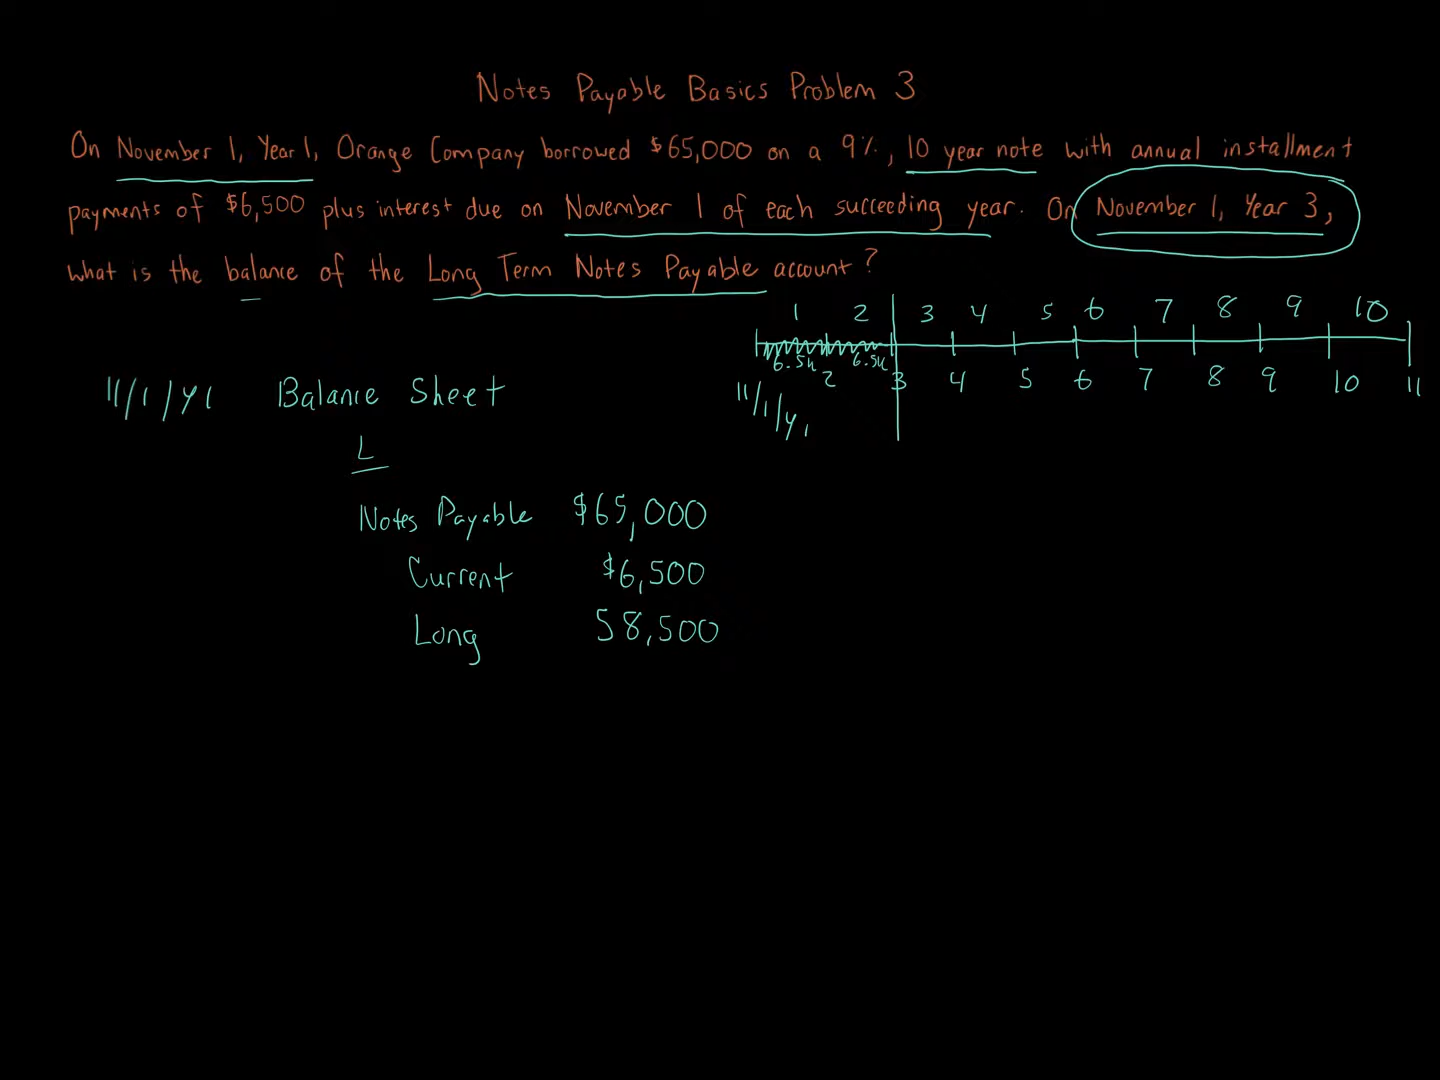 Notes Payable Basics Problem 3
On November 1, Year 1, Orange Company borrowed $65,000 on a 9%, 10 year note with annual installment
payments of $6,500 plus interest due on November 1 of each succeeding year. On November 1, Year 3,
what is the balance of the Long Term Notes Payable account?
1 2 3 4 5 6 7 8 9 10
6.5k 6.5k
2 3 4 5 6 7 8 9 10 11
11/1/Y1
11/1/Y1 Balance Sheet
L
Notes Payable $65,000
Current $6,500
Long 58,500